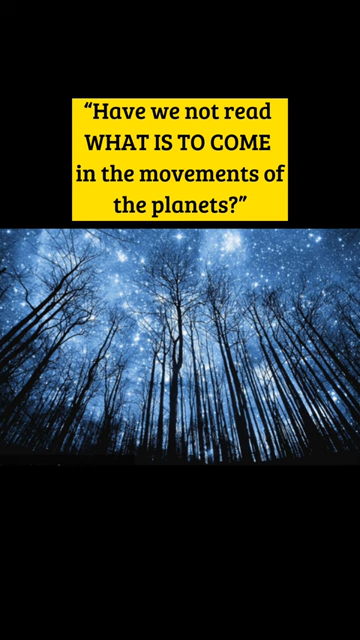 “Have we not read
WHAT IS TO COME
in the movements of
the planets?”